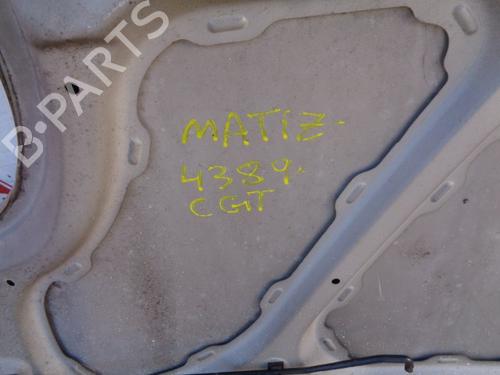 B-PARTS
MATIZ-
4389.
CGT